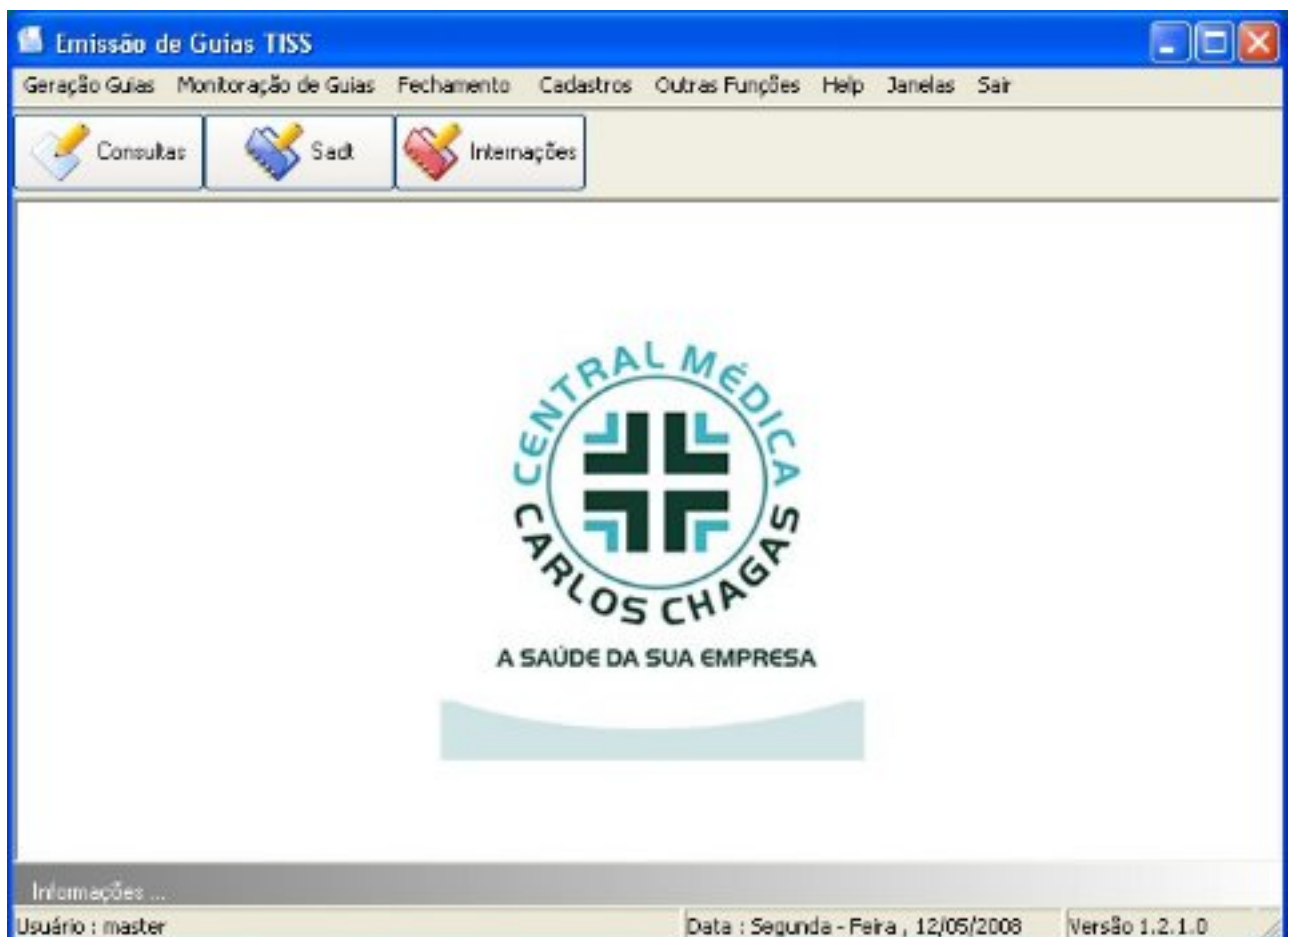 Emissão de Guias TISS
Geração Guias Monitoração de Guias Fechamento Cadastros Outras Funções Help Janelas Sair
Consultas Sadt Internações
CENTRAL MÉDICA
CARLOS CHAGAS
A SAÚDE DA SUA EMPRESA
Informações ...
Usuário : master Data : Segunda - Feira , 12/05/2008 Versão 1.2.1.0